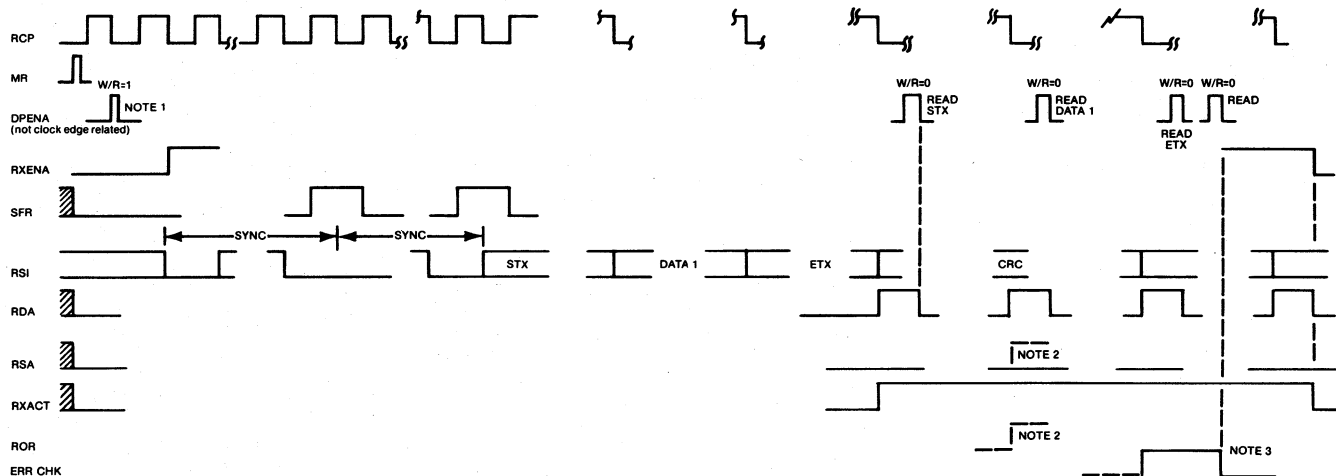 RCP
MR
W/R=1
NOTE 1
DPENA
(not clock edge related)
W/R=0
READ
STX
W/R=0
READ
DATA 1
W/R=0
W/R=0
READ
READ
ETX
RXENA
SFR
SYNC
SYNC
RSI
STX
DATA 1
ETX
CRC
RDA
RSA
NOTE 2
RXACT
ROR
NOTE 2
NOTE 3
ERR CHK